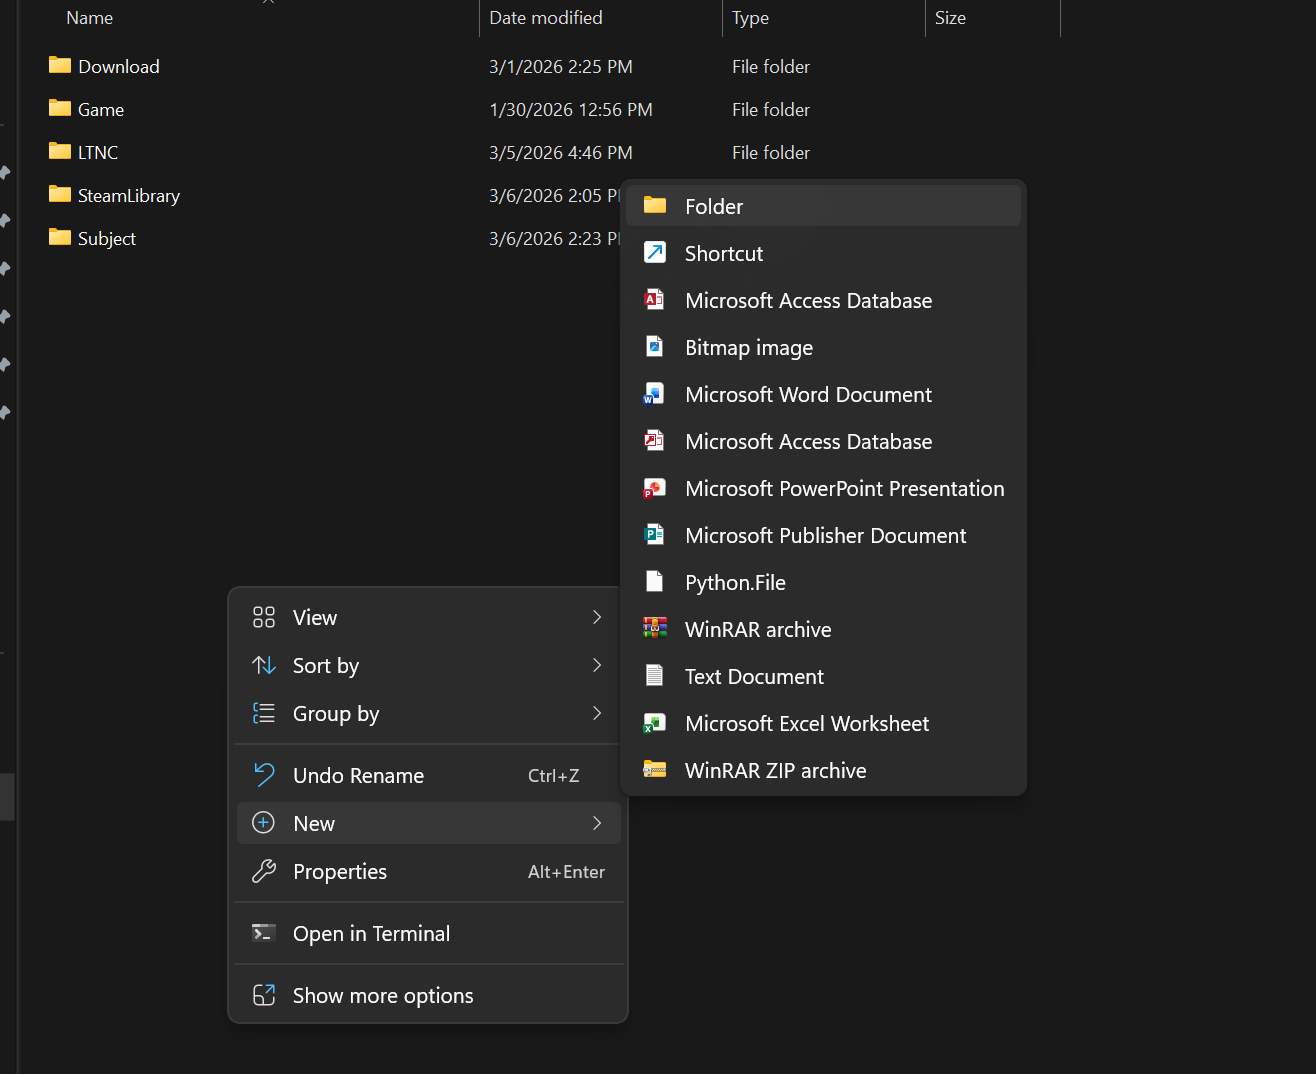 Name Date modified Type Size
Download 3/1/2026 2:25 PM File folder
Game 1/30/2026 12:56 PM File folder
LTNC 3/5/2026 4:46 PM File folder
SteamLibrary 3/6/2026 2:05
Subject 3/6/2026 2:23
Folder
Shortcut
Microsoft Access Database
Bitmap image
Microsoft Word Document
Microsoft Access Database
Microsoft PowerPoint Presentation
Microsoft Publisher Document
Python.File
WinRAR archive
Text Document
Microsoft Excel Worksheet
WinRAR ZIP archive
View
Sort by
Group by
Undo Rename Ctrl+Z
New
Properties Alt+Enter
Open in Terminal
Show more options